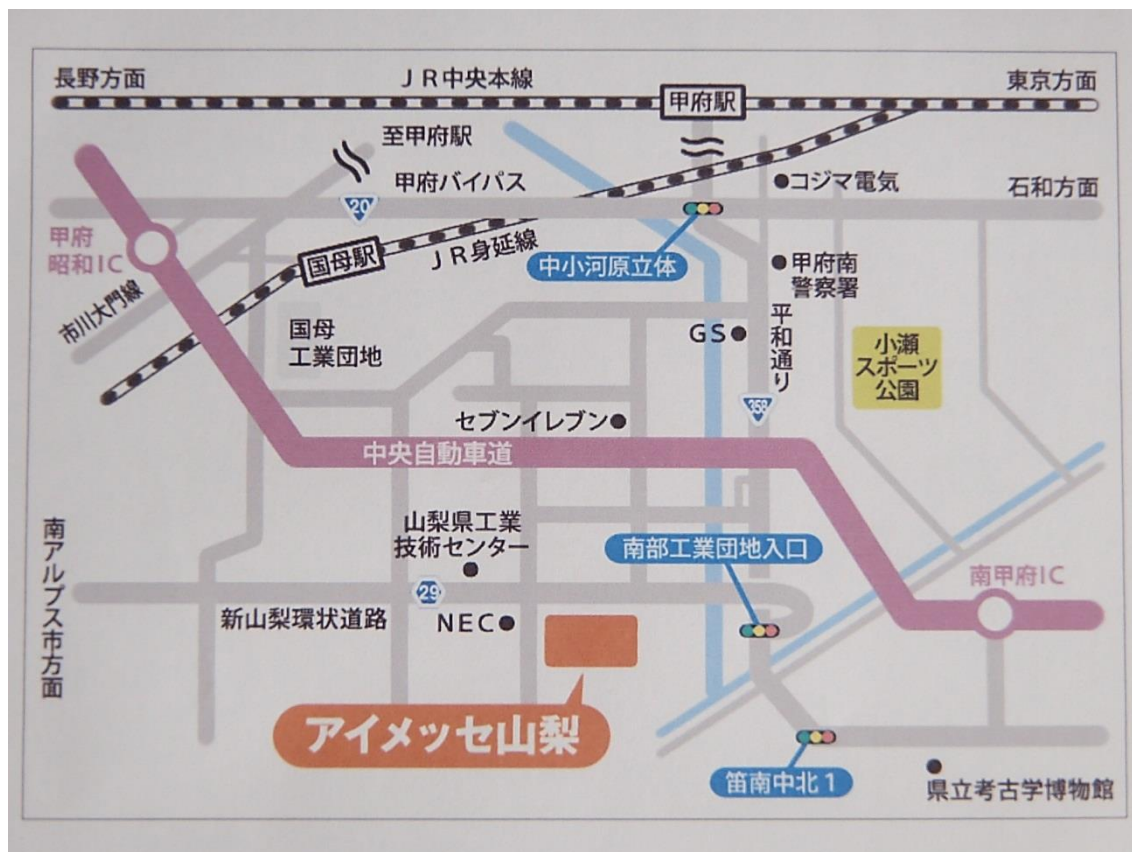 長野方面
JR中央本線
甲府駅
東京方面
至甲府駅
甲府バイパス
コジマ電気
石和方面
20
甲府
昭和IC
国母駅
JR身延線
中小河原立体
甲府南
警察署
市川大門線
国母
工業団地
GS
平和通り
小瀬
スポーツ
公園
358
セブンイレブン
中央自動車道
山梨県工業
技術センター
南部工業団地入口
南アルプス市方面
南甲府IC
29
新山梨環状道路
NEC
アイメッセ山梨
笛南中北1
県立考古学博物館